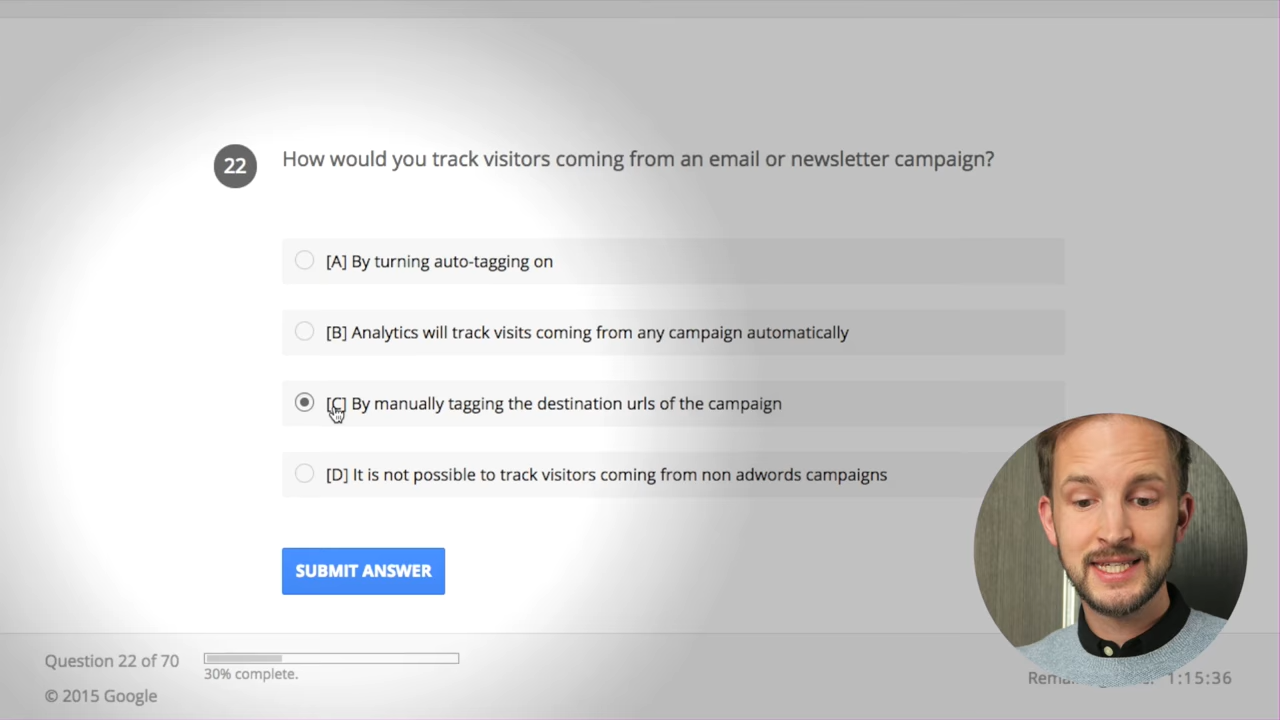 22
How would you track visitors coming from an email or newsletter campaign?
[A] By turning auto-tagging on
[B] Analytics will track visits coming from any campaign automatically
[C] By manually tagging the destination urls of the campaign
[D] It is not possible to track visitors coming from non adwords campaigns
SUBMIT ANSWER
Question 22 of 70
30% complete.
© 2015 Google
1:15:36